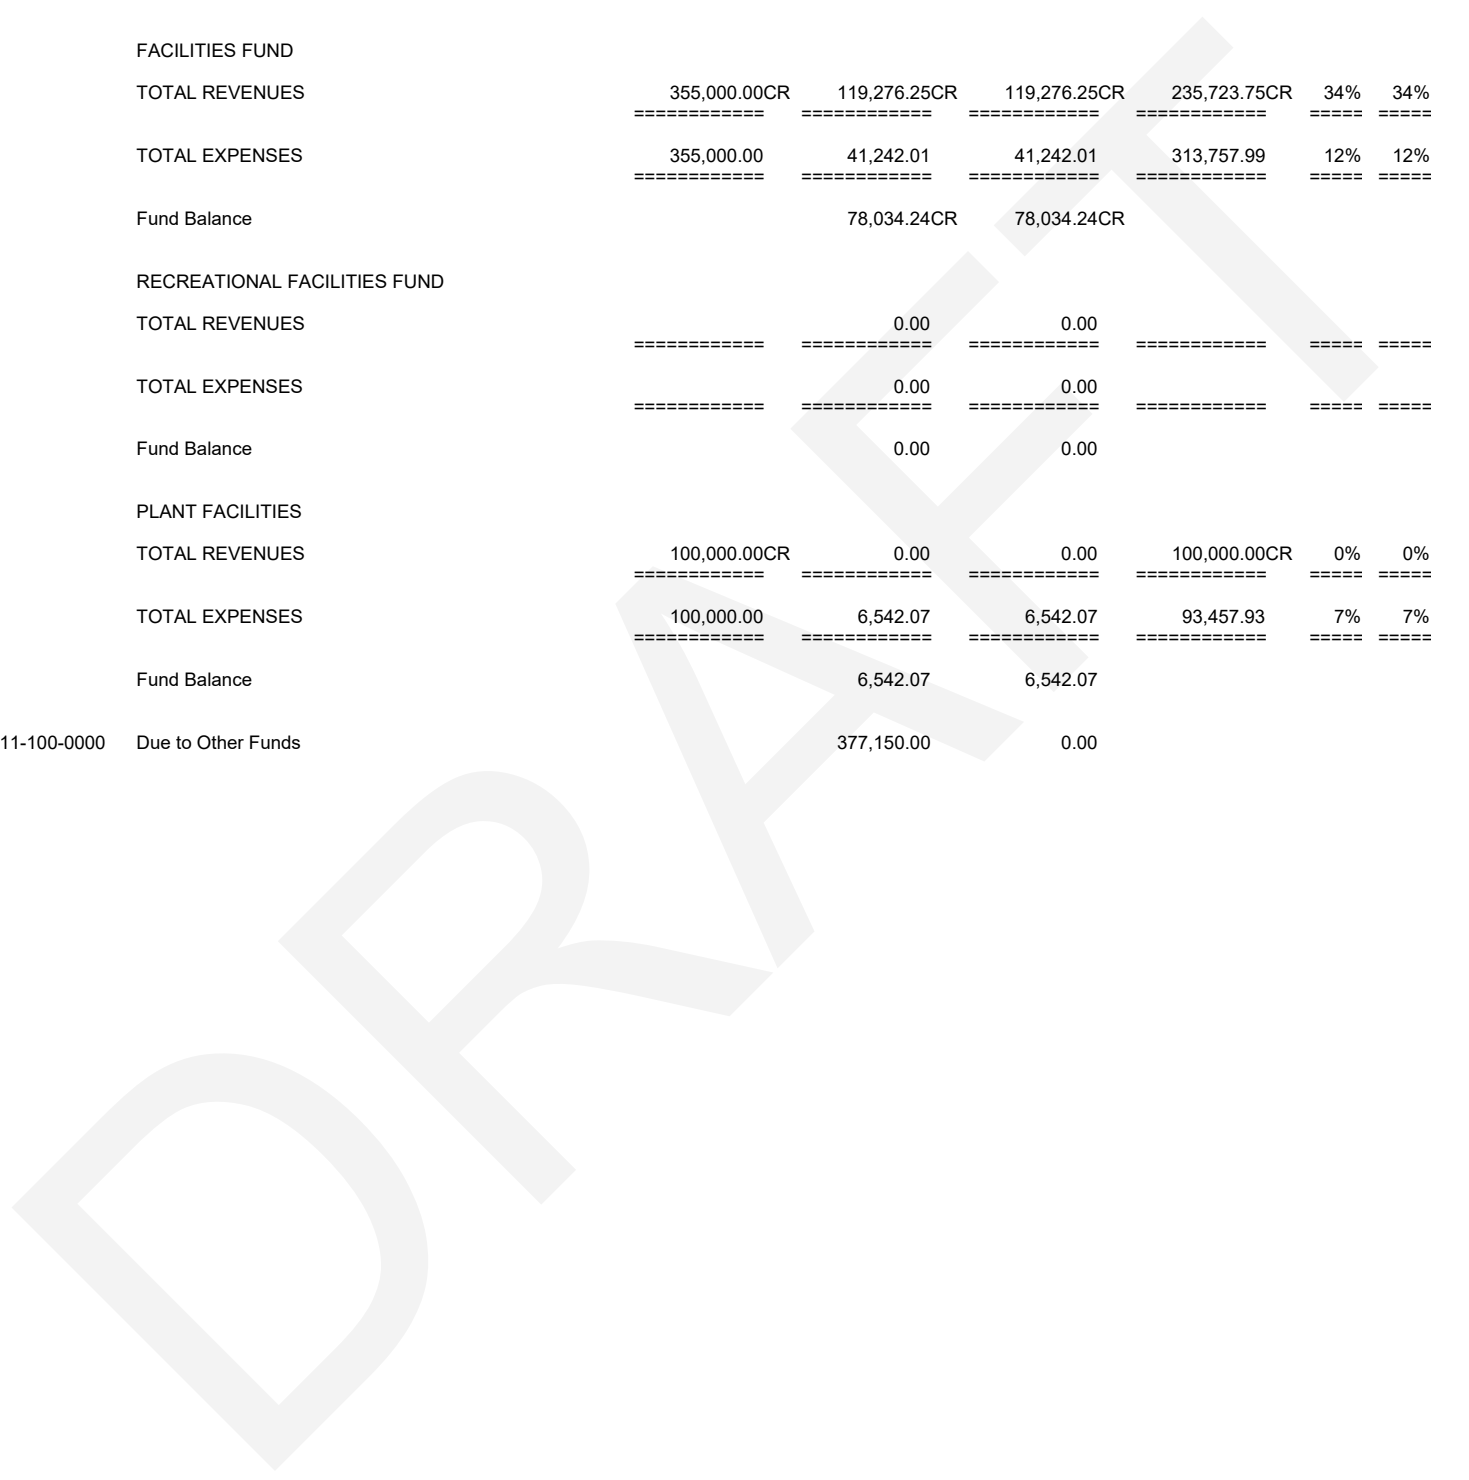 FACILITIES FUND
TOTAL REVENUES 355,000.00CR 119,276.25CR 119,276.25CR 235,723.75CR 34% 34%
============ ============ ============ ============ ===== =====
TOTAL EXPENSES 355,000.00 41,242.01 41,242.01 313,757.99 12% 12%
============ ============ ============ ============ ===== =====
Fund Balance 78,034.24CR 78,034.24CR
RECREATIONAL FACILITIES FUND
TOTAL REVENUES 0.00 0.00
============ ============ ============ ============ ===== =====
TOTAL EXPENSES 0.00 0.00
============ ============ ============ ============ ===== =====
Fund Balance 0.00 0.00
PLANT FACILITIES
TOTAL REVENUES 100,000.00CR 0.00 0.00 100,000.00CR 0% 0%
============ ============ ============ ============ ===== =====
TOTAL EXPENSES 100,000.00 6,542.07 6,542.07 93,457.93 7% 7%
============ ============ ============ ============ ===== =====
Fund Balance 6,542.07 6,542.07
11-100-0000 Due to Other Funds 377,150.00 0.00
DRAFT